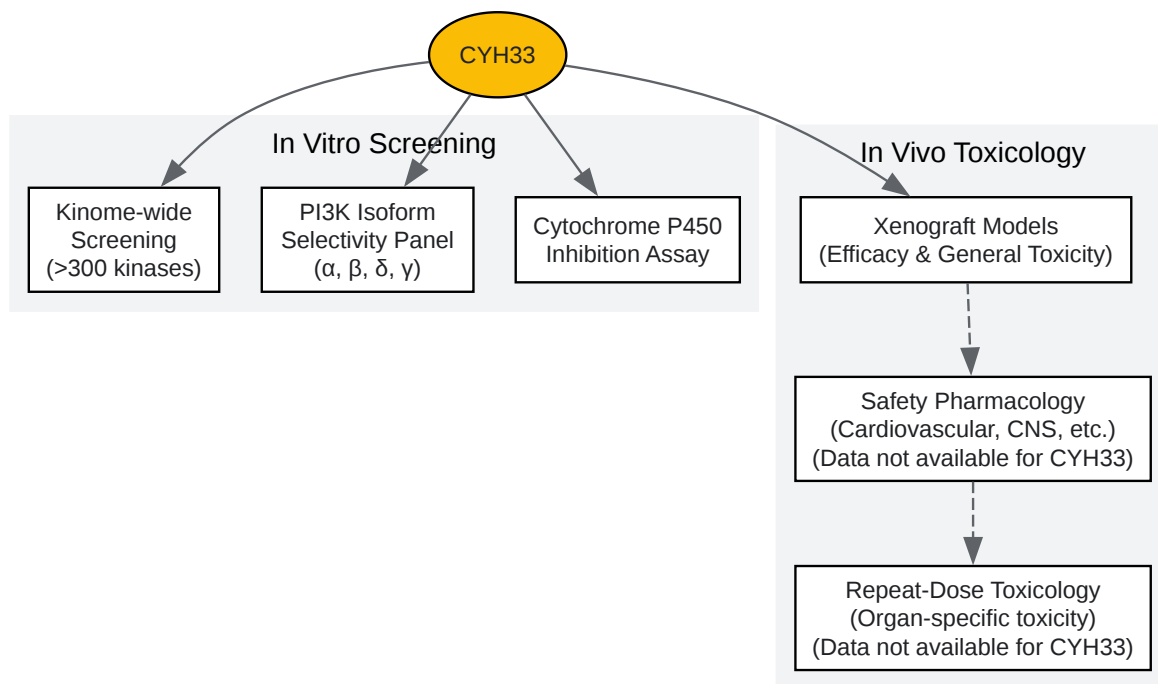 CYH33
In Vitro Screening
Kinome-wide
Screening
(>300 kinases)
PI3K Isoform
Selectivity Panel
(α, β, δ, γ)
Cytochrome P450
Inhibition Assay
In Vivo Toxicology
Xenograft Models
(Efficacy & General Toxicity)
Safety Pharmacology
(Cardiovascular, CNS, etc.)
(Data not available for CYH33)
Repeat-Dose Toxicology
(Organ-specific toxicity)
(Data not available for CYH33)